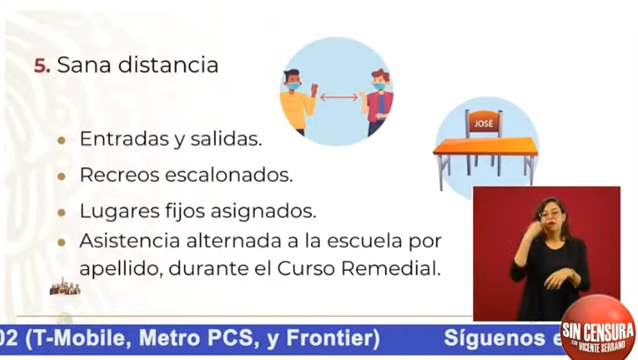 5. Sana distancia
JOSÉ
Entradas y salidas.
Recreos escalonados.
Lugares fijos asignados.
Asistencia alternada a la escuela por
apellido, durante el Curso Remedial.
02 (T-Mobile, Metro PCS, y Frontier) Síguenos e
SIN CENSURA
CON VICENTE SERRANO